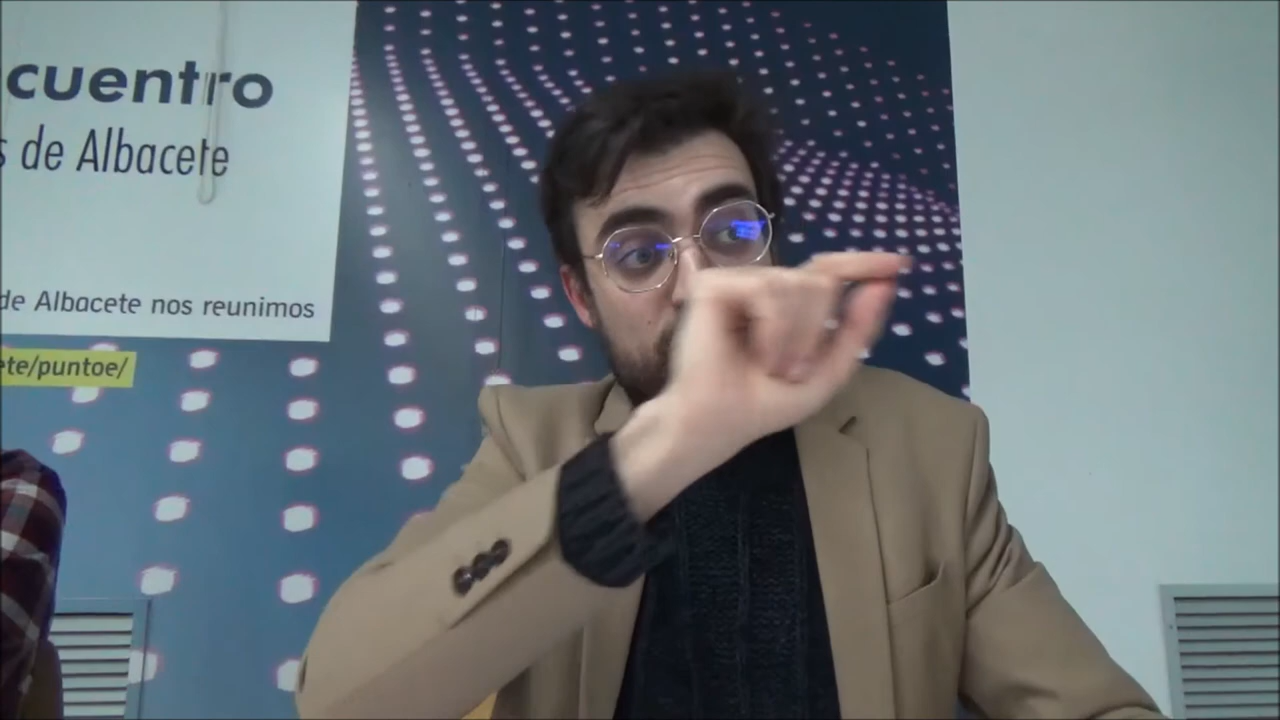 cuentro
s de Albacete
de Albacete nos reunimos
ete/puntoe/